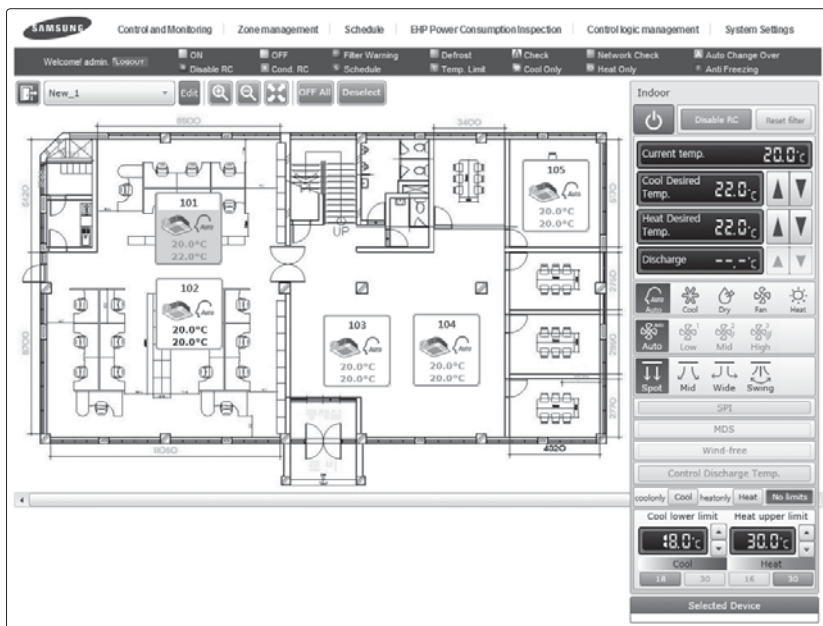 SAMSUNG
Control and Monitoring | Zone management | Schedule | EHP Power Consumption Inspection | Control logic management | System Settings
Welcome! admin. LOGOUT
ON OFF Filter Warning Defrost Check Network Check Auto Change Over
Disable RC Cond. RC Schedule Temp. Limit Cool Only Heat Only Anti Freezing
New_1 Edit OFF All Deselect
Indoor
Disable RC Reset filter
Current temp. 20.0°c
Cool Desired Temp. 22.0°c
Heat Desired Temp. 22.0°c
Discharge --.-°c
Auto Cool Dry Fan Heat
Auto Low Mid High
Spot Mid Wide Swing
SPI
MDS
Wind-free
Control Discharge Temp.
coolonly Cool heatonly Heat No limits
Cool lower limit Heat upper limit
18.0°c 30.0°c
Cool Heat
18 30 16 30
Selected Device
3400
UP
101
Auto
20.0°C
22.0°C
102
Auto
20.0°C
20.0°C
103
Auto
20.0°C
20.0°C
104
Auto
20.0°C
20.0°C
105
Auto
20.0°C
20.0°C
11060
4320